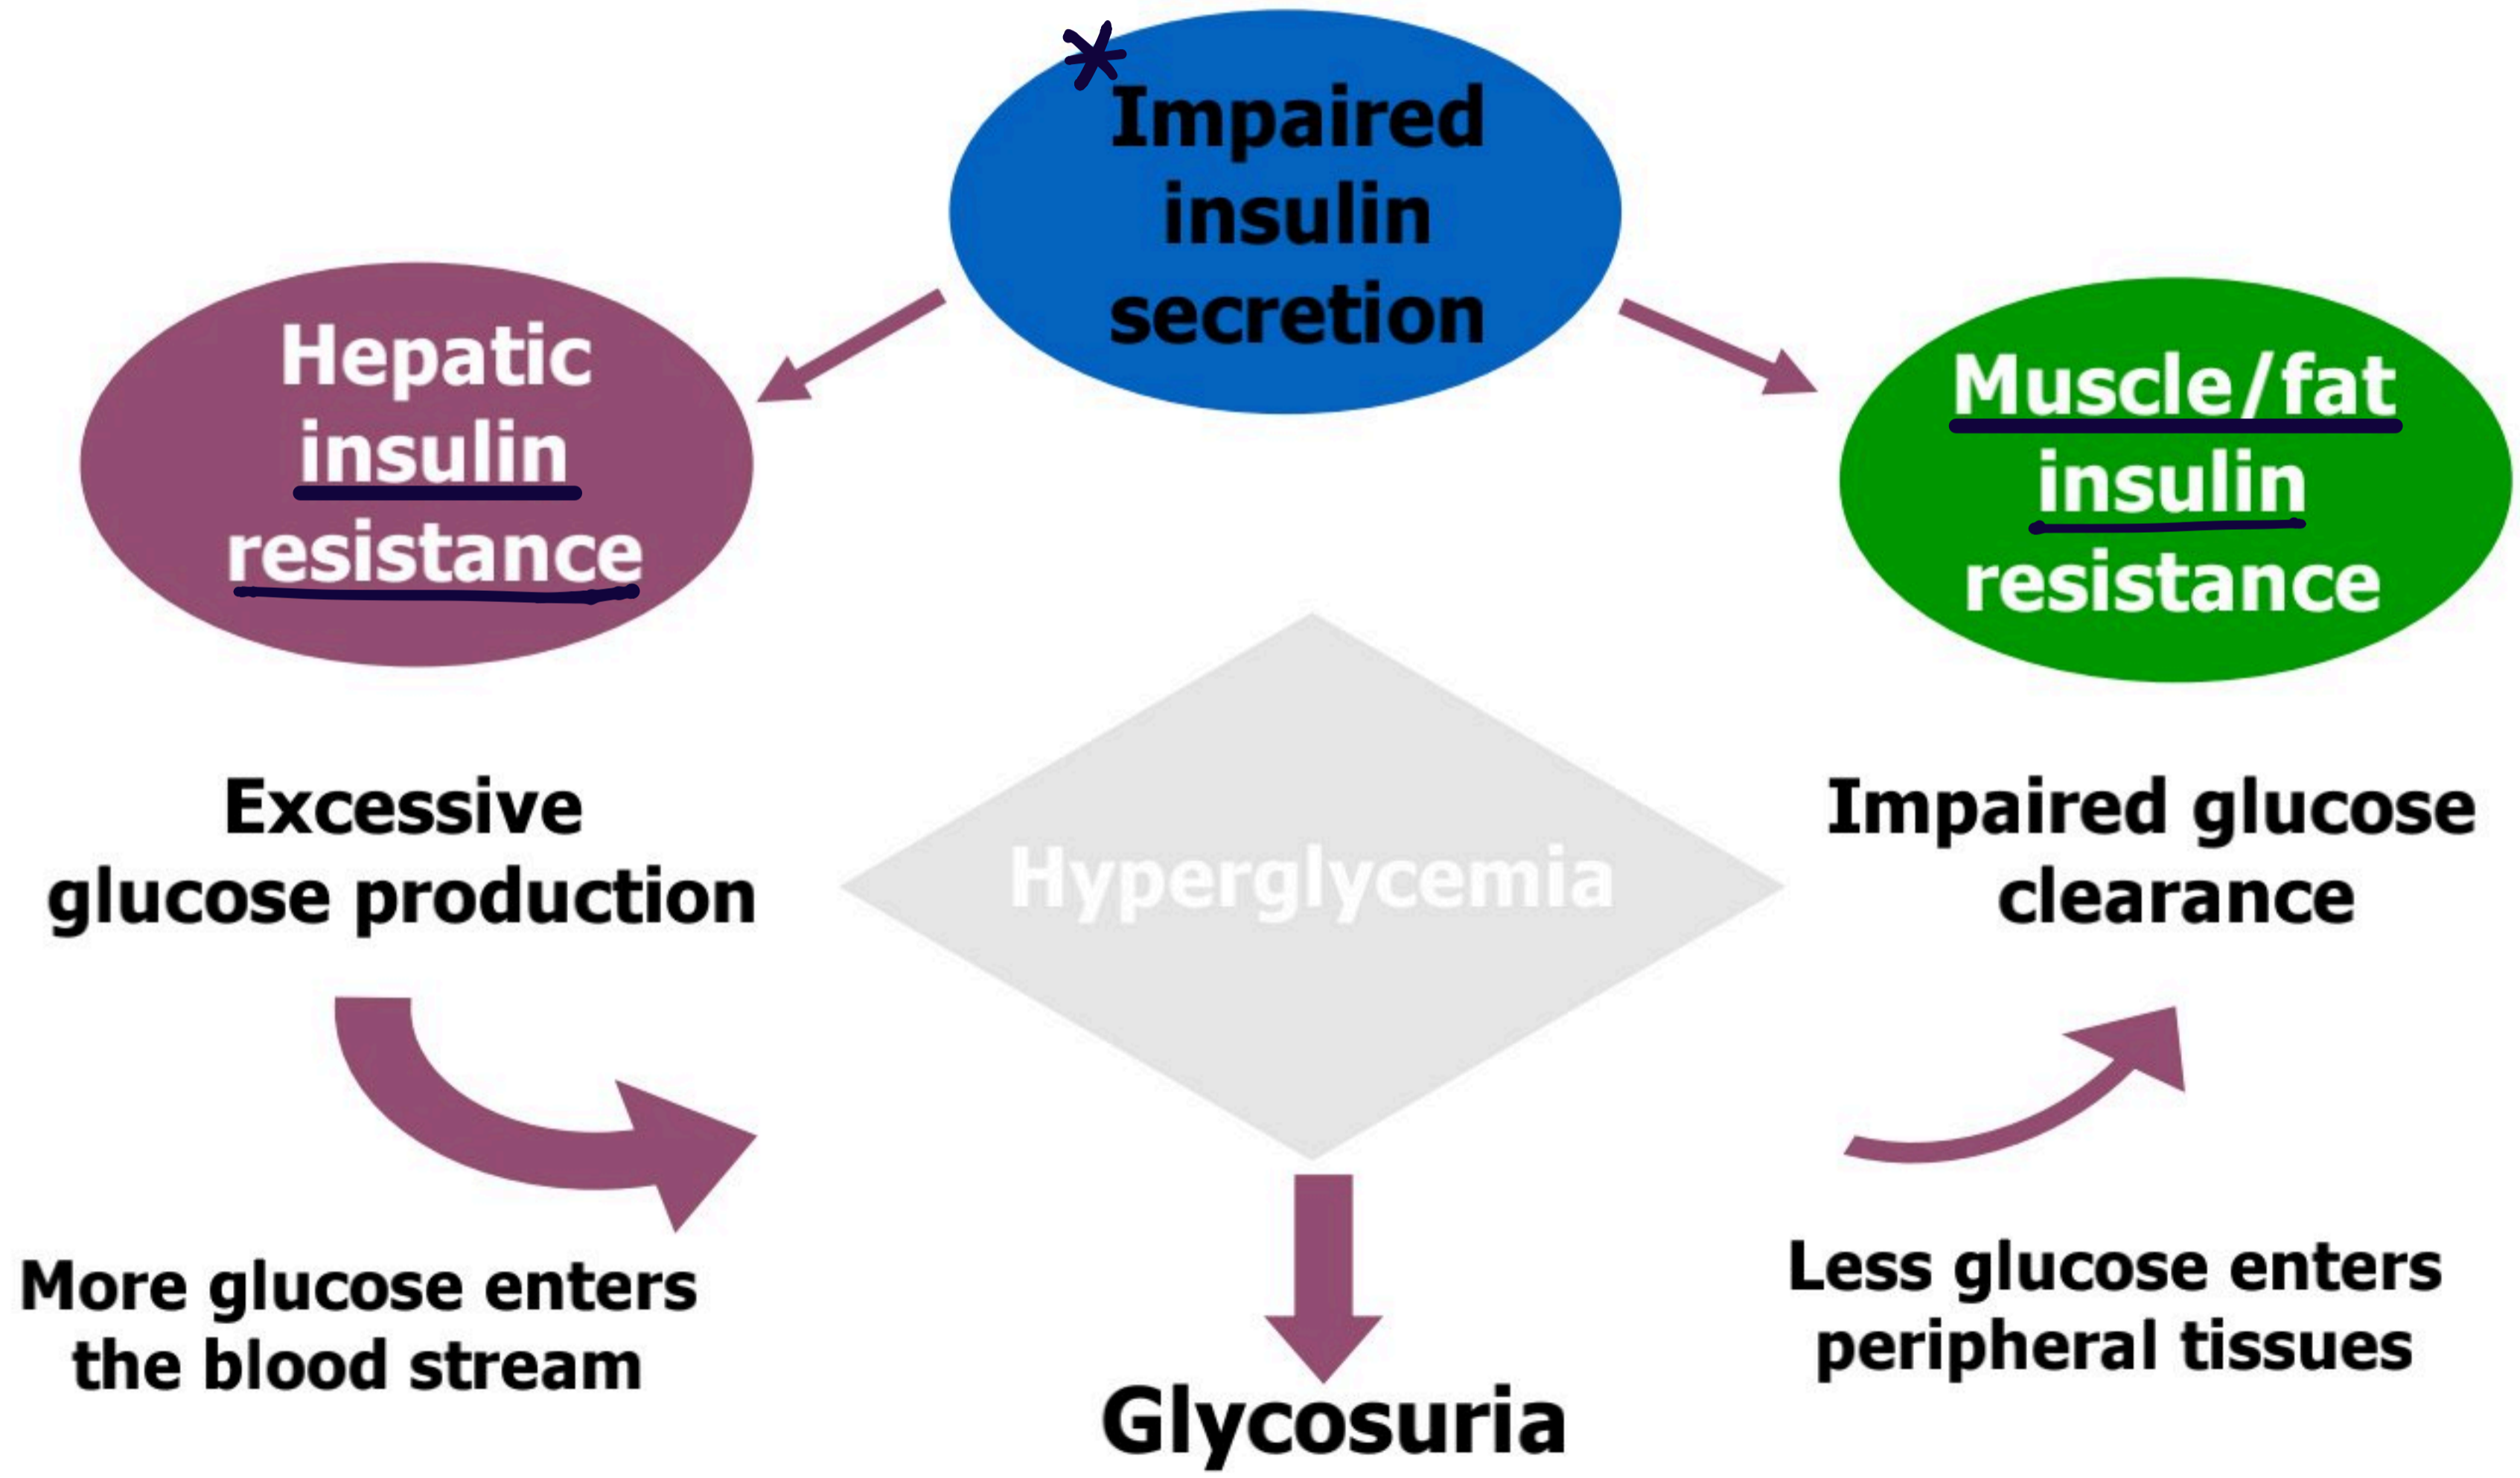 Impaired
insulin
secretion
Hepatic
insulin
resistance
Muscle/fat
insulin
resistance
Excessive
glucose production
Hyperglycemia
Impaired glucose
clearance
More glucose enters
the blood stream
Less glucose enters
peripheral tissues
Glycosuria